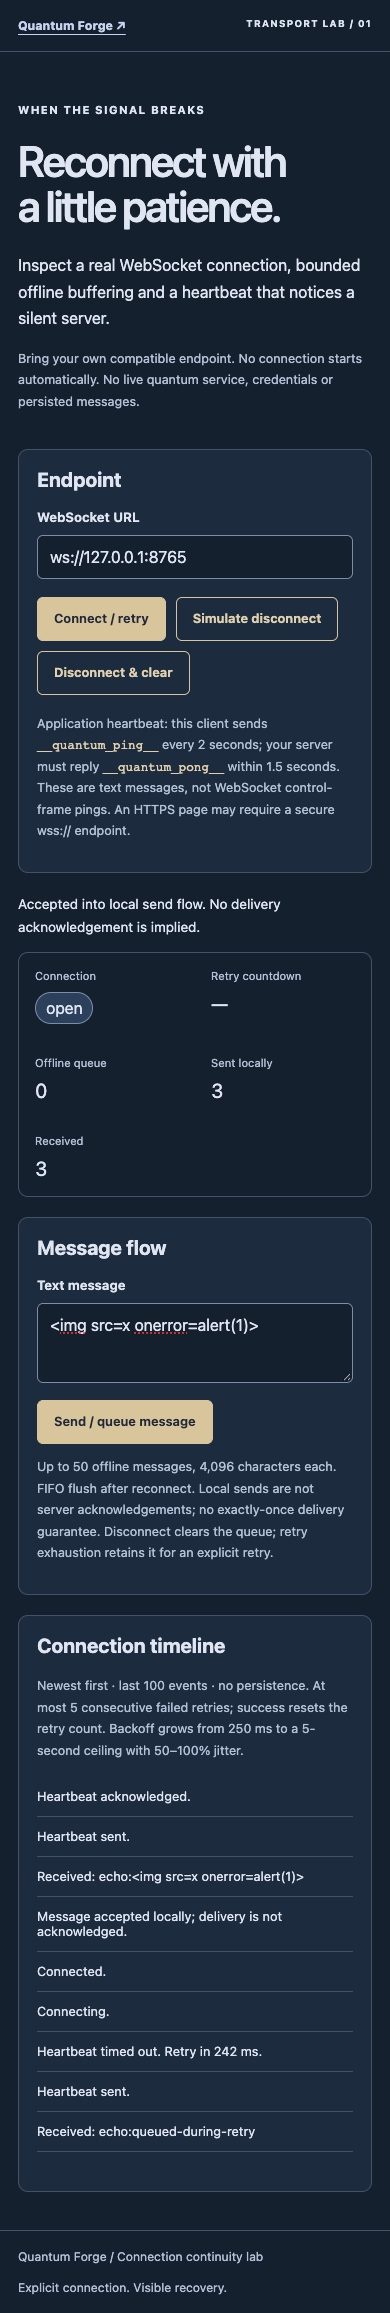 Quantum Forge ↗
TRANSPORT LAB / 01
WHEN THE SIGNAL BREAKS
Reconnect with
a little patience.
Inspect a real WebSocket connection, bounded
offline buffering and a heartbeat that notices a
silent server.
Bring your own compatible endpoint. No connection starts
automatically. No live quantum service, credentials or
persisted messages.
Endpoint
WebSocket URL
ws://127.0.0.1:8765
Connect / retry
Simulate disconnect
Disconnect & clear
Application heartbeat: this client sends
__quantum_ping__ every 2 seconds; your server
must reply __quantum_pong__ within 1.5 seconds.
These are text messages, not WebSocket control-
frame pings. An HTTPS page may require a secure
wss:// endpoint.
Accepted into local send flow. No delivery
acknowledgement is implied.
Connection
Retry countdown
open
—
Offline queue
Sent locally
0
3
Received
3
Message flow
Text message
<img src=x onerror=alert(1)>
Send / queue message
Up to 50 offline messages, 4,096 characters each.
FIFO flush after reconnect. Local sends are not
server acknowledgements; no exactly-once delivery
guarantee. Disconnect clears the queue; retry
exhaustion retains it for an explicit retry.
Connection timeline
Newest first · last 100 events · no persistence. At
most 5 consecutive failed retries; success resets the
retry count. Backoff grows from 250 ms to a 5-
second ceiling with 50–100% jitter.
Heartbeat acknowledged.
Heartbeat sent.
Received: echo:<img src=x onerror=alert(1)>
Message accepted locally; delivery is not
acknowledged.
Connected.
Connecting.
Heartbeat timed out. Retry in 242 ms.
Heartbeat sent.
Received: echo:queued-during-retry
Quantum Forge / Connection continuity lab
Explicit connection. Visible recovery.